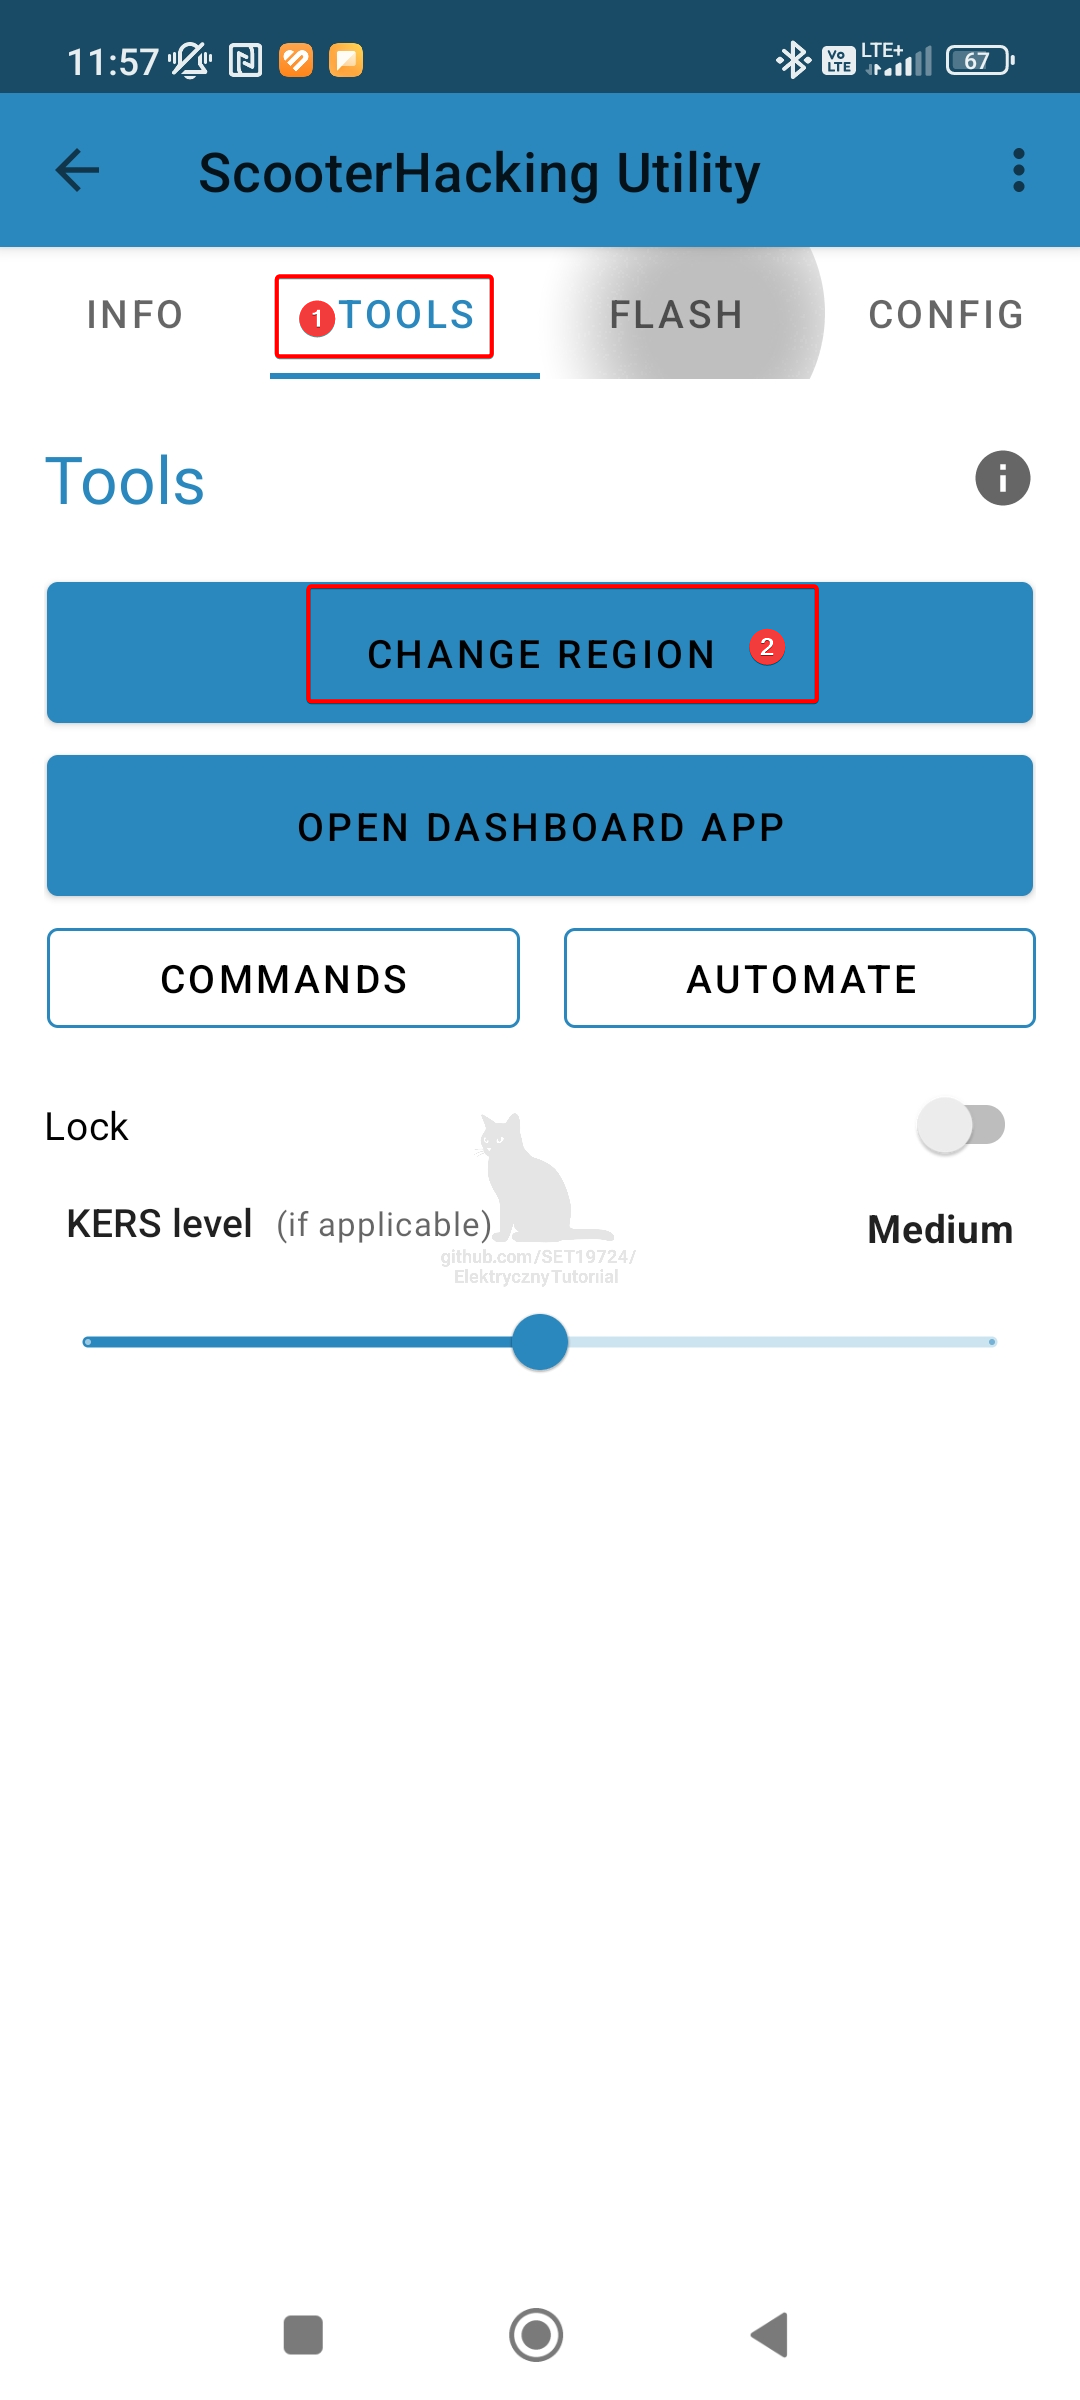 11:57
Vo
LTE
LTE+
67
ScooterHacking Utility
INFO
1 TOOLS
FLASH
CONFIG
Tools
i
CHANGE REGION 2
OPEN DASHBOARD APP
COMMANDS
AUTOMATE
Lock
KERS level (if applicable)
Medium
github.com/SET19724/
ElektrycznyTutorial